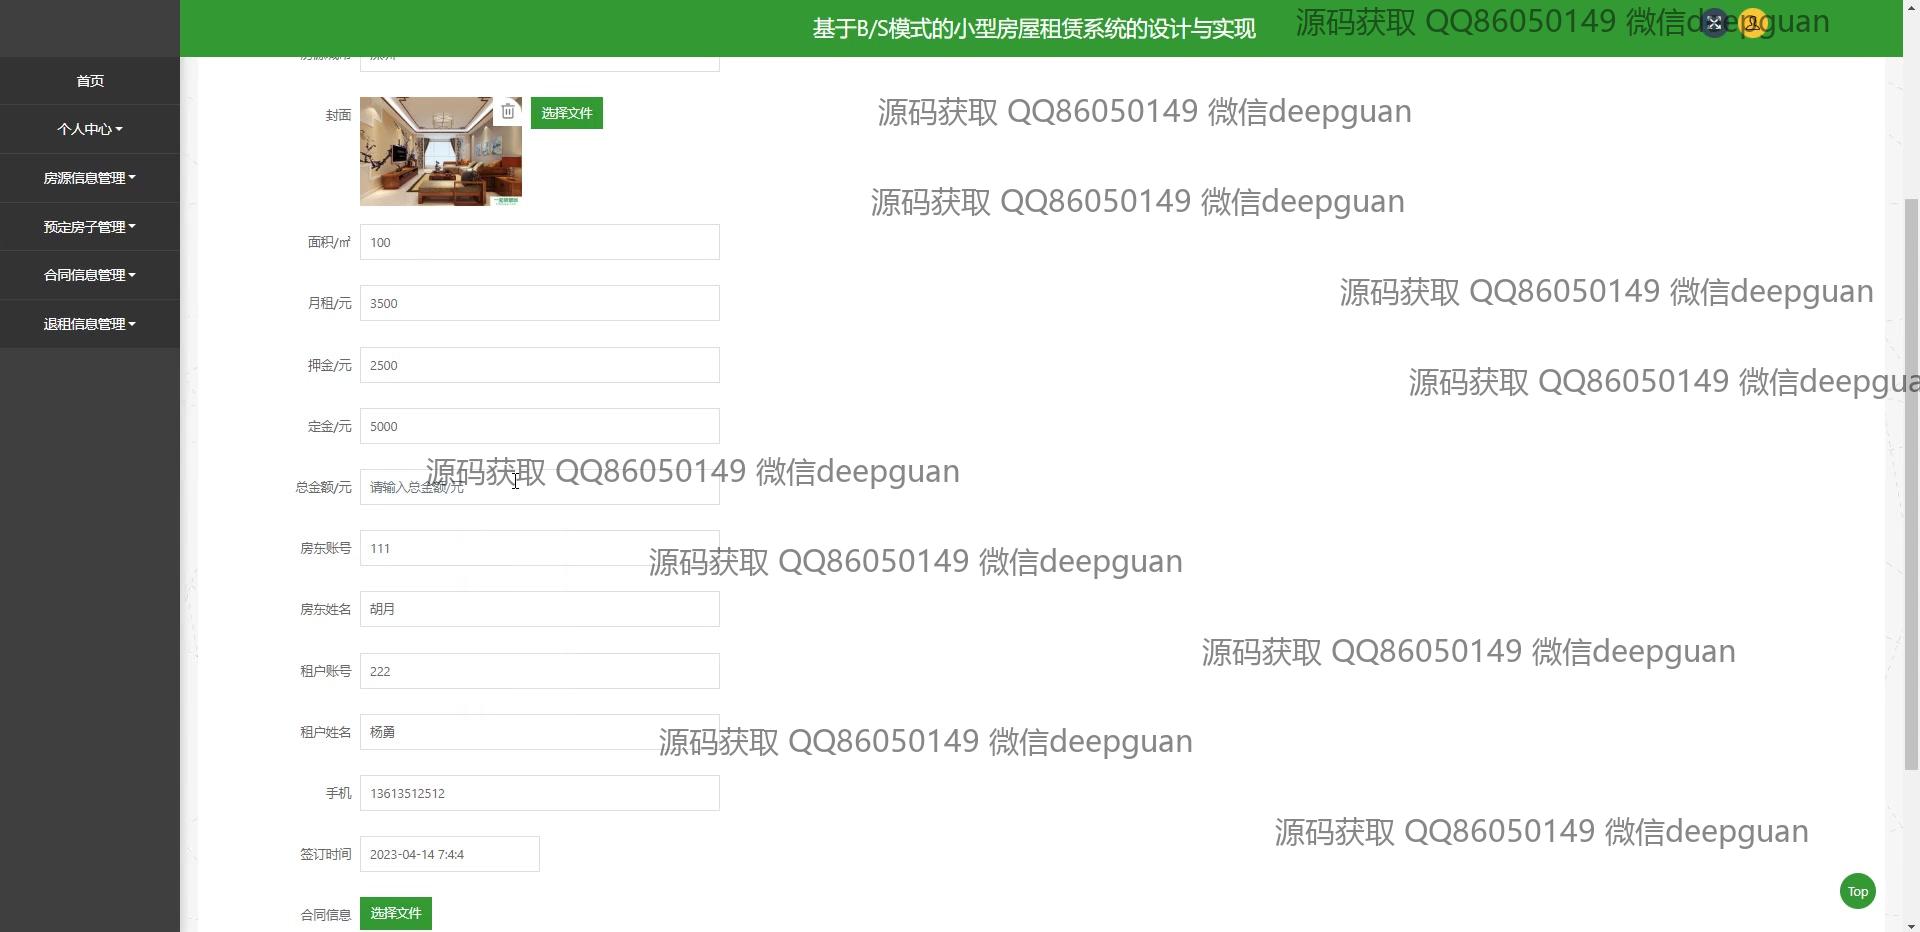 基于B/S模式的小型房屋租赁系统的设计与实现
源码获取 QQ86050149 微信deepguan
首页
个人中心
房源信息管理
预定房子管理
合同信息管理
退租信息管理
封面
选择文件
源码获取 QQ86050149 微信deepguan
源码获取 QQ86050149 微信deepguan
面积/㎡ 100
源码获取 QQ86050149 微信deepguan
月租/元 3500
押金/元 2500
源码获取 QQ86050149 微信deepgua
定金/元 5000
源码获取 QQ86050149 微信deepguan
总金额/元 请输入总金额/元
房东账号 111
源码获取 QQ86050149 微信deepguan
房东姓名 胡月
源码获取 QQ86050149 微信deepguan
租户账号 222
租户姓名 杨勇
源码获取 QQ86050149 微信deepguan
手机 13613512512
源码获取 QQ86050149 微信deepguan
签订时间 2023-04-14 7:4:4
Top
合同信息 选择文件